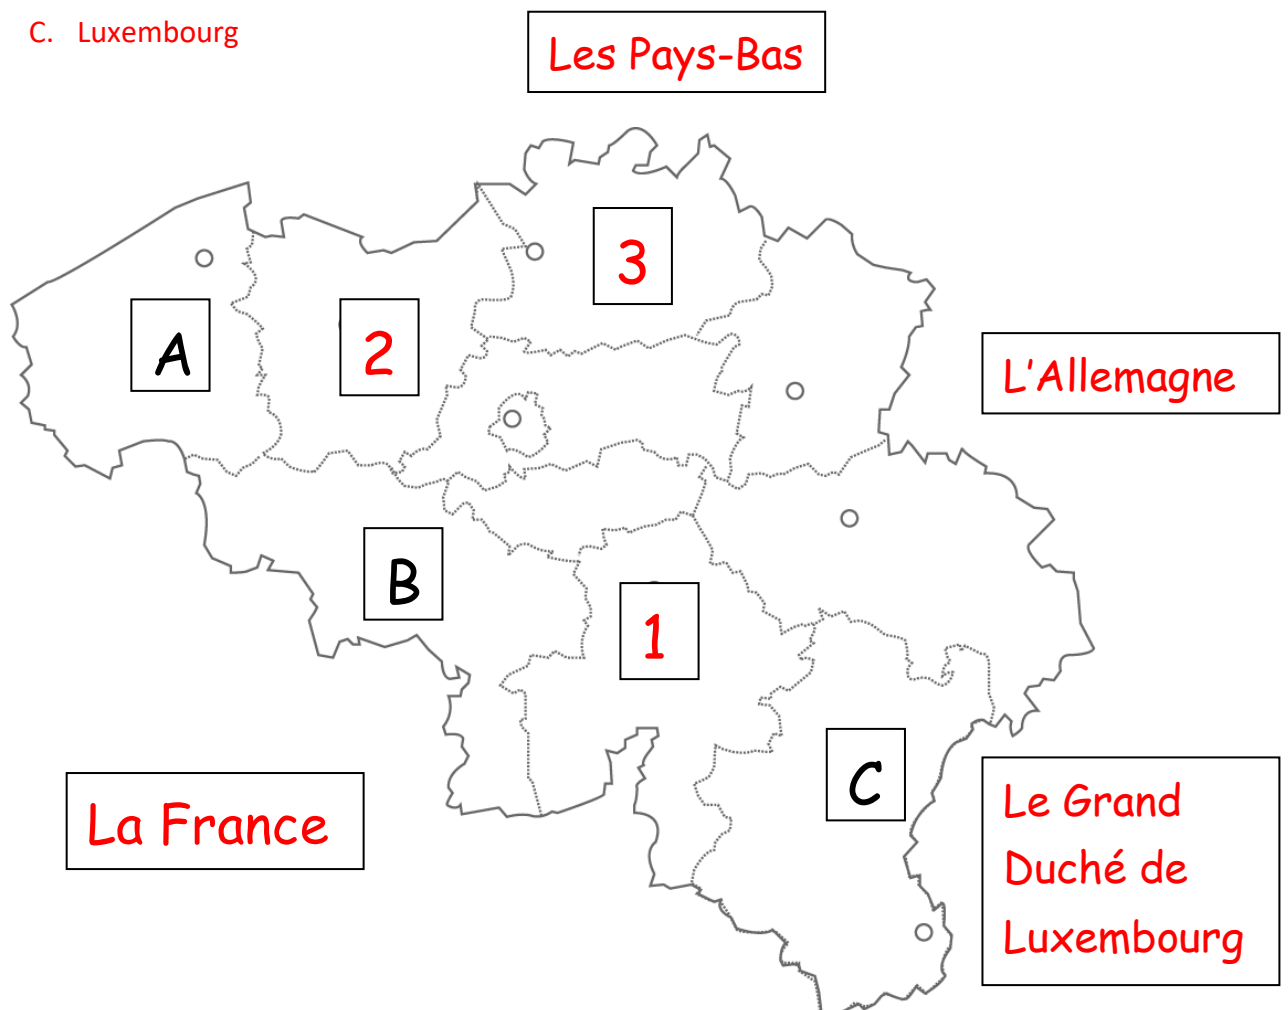 C. Luxembourg
Les Pays-Bas
3
A
2
L'Allemagne
B
1
C
La France
Le Grand
Duché de
Luxembourg